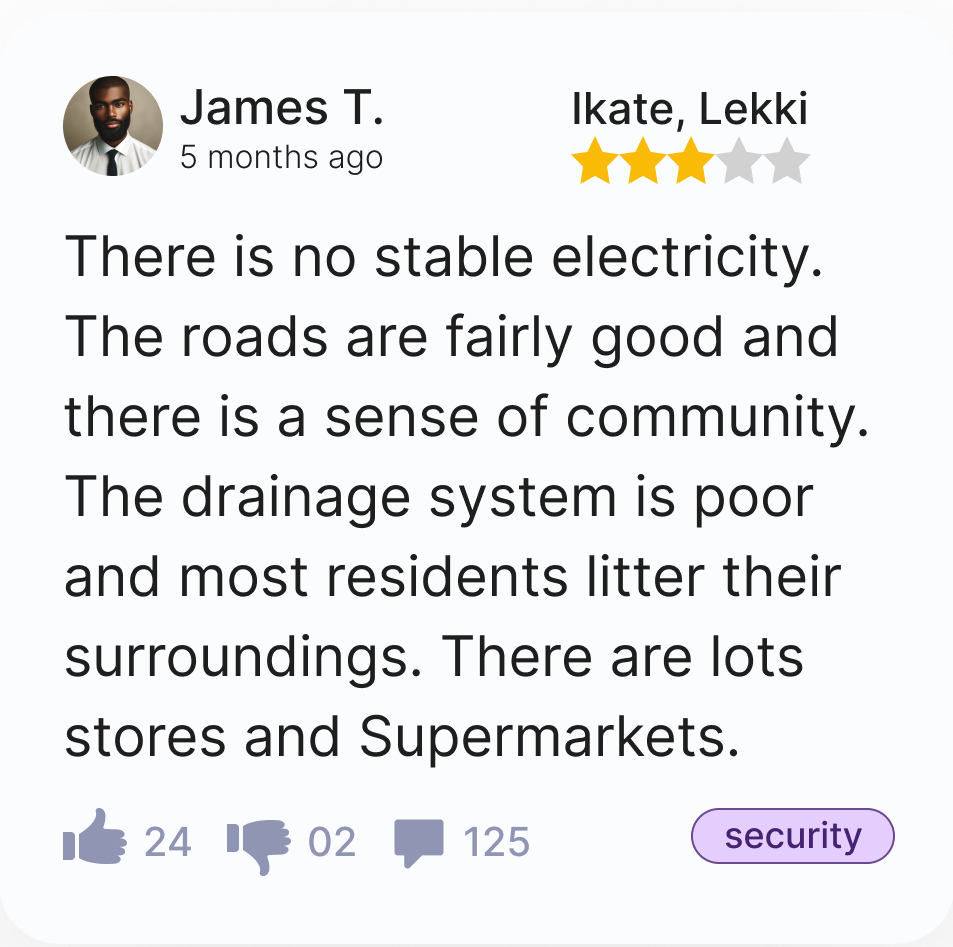 James T.
5 months ago
Ikate, Lekki
There is no stable electricity.
The roads are fairly good and
there is a sense of community.
The drainage system is poor
and most residents litter their
surroundings. There are lots
stores and Supermarkets.
24
02
125
security